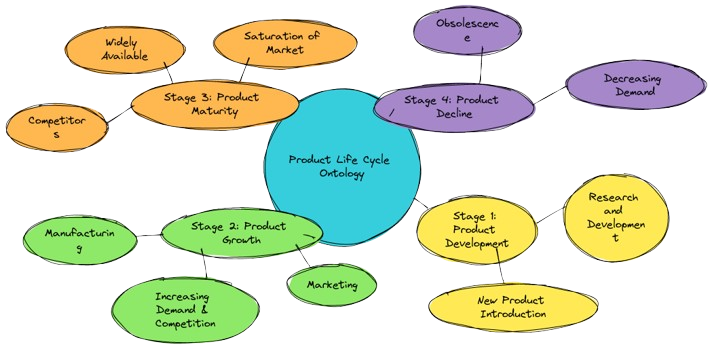 Obsolescenc
e
Widely
Available
Saturation of
Market
Decreasing
Demand
Stage 3: Product
Maturity
Stage 4: Product
Decline
Competitor
s
Product Life Cycle
Ontology
Research
and
Developmen
t
Stage 1:
Product
Development
Stage 2: Product
Growth
Manufacturin
g
Marketing
Increasing
Demand &
Competition
New Product
Introduction